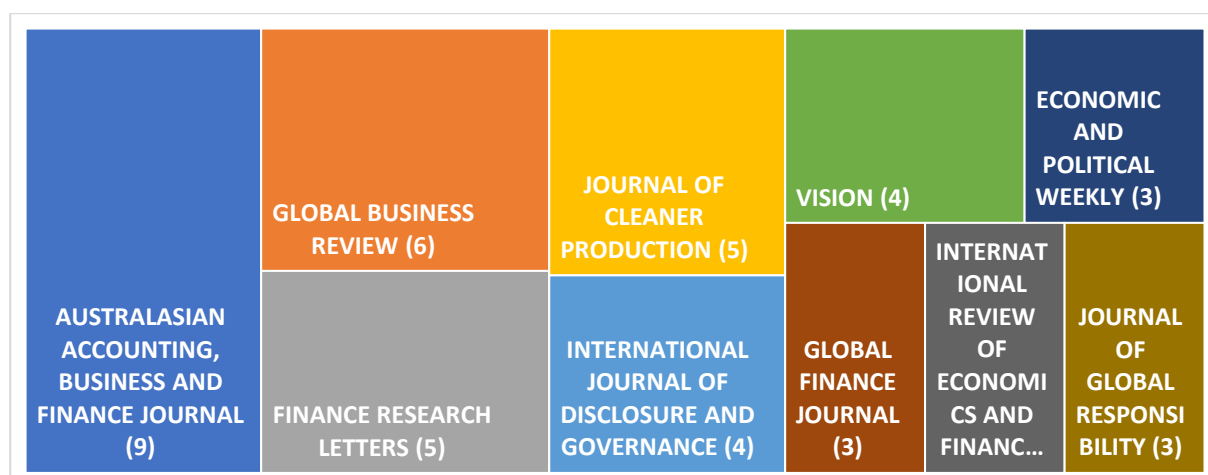 AUSTRALASIAN
ACCOUNTING,
BUSINESS AND
FINANCE JOURNAL
(9)
GLOBAL BUSINESS
REVIEW (6)
FINANCE RESEARCH
LETTERS (5)
JOURNAL OF
CLEANER
PRODUCTION (5)
INTERNATIONAL
JOURNAL OF
DISCLOSURE AND
GOVERNANCE (4)
VISION (4)
ECONOMIC
AND
POLITICAL
WEEKLY (3)
GLOBAL
FINANCE
JOURNAL
(3)
INTERNAT
IONAL
REVIEW
OF
ECONOMI
CS AND
FINANC...
JOURNAL
OF
GLOBAL
RESPONSI
BILITY (3)